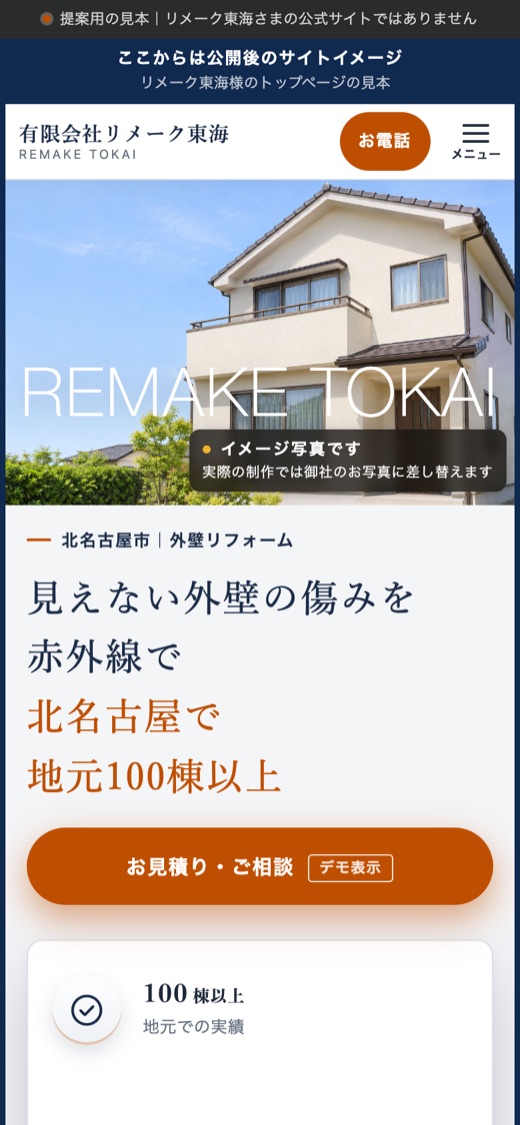 提案用の見本｜リメーク東海さまの公式サイトではありません
ここからは公開後のサイトイメージ
リメーク東海様のトップページの見本
有限会社リメーク東海
REMAKE TOKAI
お電話
メニュー
REMAKE TOKAI
イメージ写真です
実際の制作では御社のお写真に差し替えます
北名古屋市｜外壁リフォーム
見えない外壁の傷みを
赤外線で
北名古屋で
地元100棟以上
お見積り・ご相談 デモ表示
100 棟以上
地元での実績